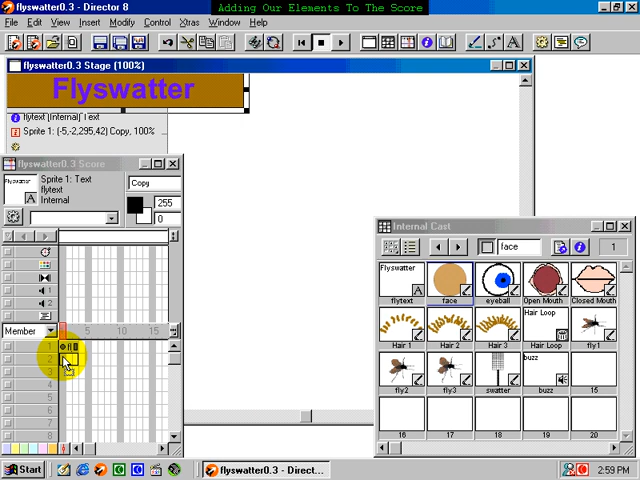 flyswatter0.3 - Director 8
Adding Our Elements To The Score
File Edit View Insert Modify Control Xtras Window Help
flyswatter0.3 Stage (100%)
Flyswatter
flytext [Internal] Text
Sprite 1: (-5,-2,295,42) Copy, 100%
flyswatter0.3 Score
Flyswatter
Sprite 1: Text
flytext
Internal
Copy
255
0
1
2
Member
5 10 15
1 fl
2
3
4
5
6
7
8
Internal Cast
face
1
Flyswatter
flytext face eyeball Open Mouth Closed Mouth
Hair Loop
Hair 1 Hair 2 Hair 3 Hair Loop fly1
buzz
fly2 fly3 swatter buzz 15
16 17 18 19 20
Start
flyswatter0.3 - Direct...
2:59 PM